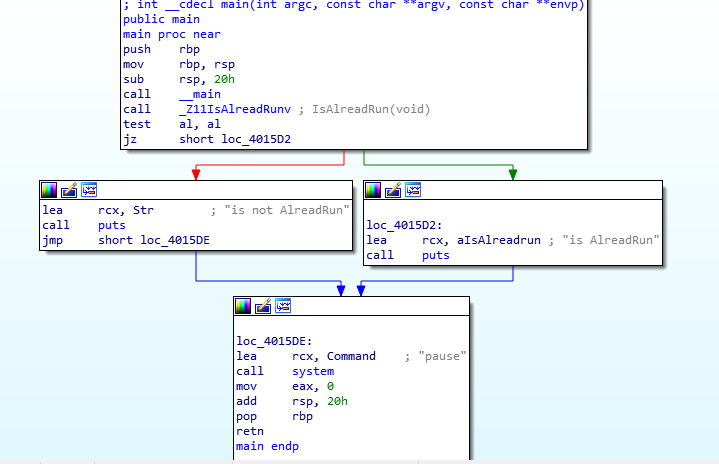 ; int __cdecl main(int argc, const char **argv, const char **envp)
public main
main proc near
push rbp
mov rbp, rsp
sub rsp, 20h
call __main
call _Z11IsAlreadRunv ; IsAlreadRun(void)
test al, al
jz short loc_4015D2
lea rcx, Str ; "is not AlreadRun"
call puts
jmp short loc_4015DE
loc_4015D2:
lea rcx, aIsAlreadrun ; "is AlreadRun"
call puts
loc_4015DE:
lea rcx, Command ; "pause"
call system
mov eax, 0
add rsp, 20h
pop rbp
retn
main endp